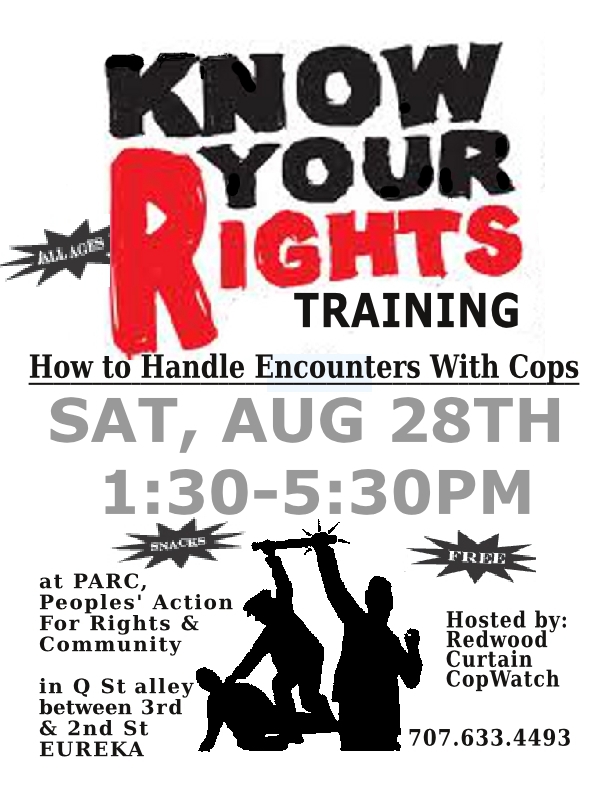 KNOW
YOUR
RIGHTS
ALL AGES
TRAINING
How to Handle Encounters With Cops
SAT, AUG 28TH
1:30-5:30PM
SNACKS
FREE
at PARC,
Peoples' Action
For Rights &
Community
in Q St alley
between 3rd
& 2nd St
EUREKA
Hosted by:
Redwood
Curtain
CopWatch
707.633.4493